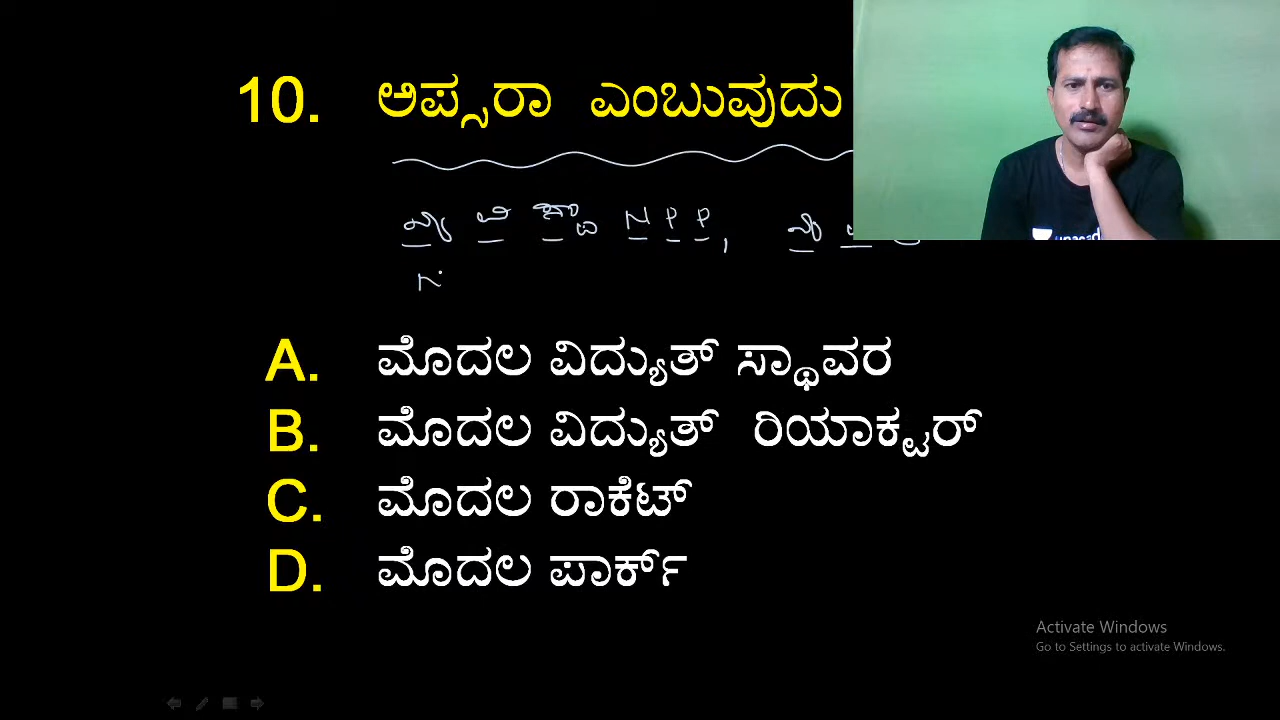 10. ಅಪ್ಸರಾ ಎಂಬುವುದು
A. ಮೊದಲ ವಿದ್ಯುತ್ ಸ್ಥಾವರ
B. ಮೊದಲ ವಿದ್ಯುತ್ ರಿಯಾಕ್ಟರ್
C. ಮೊದಲ ರಾಕೆಟ್
D. ಮೊದಲ ಪಾರ್ಕ್
Activate Windows
Go to Settings to activate Windows.